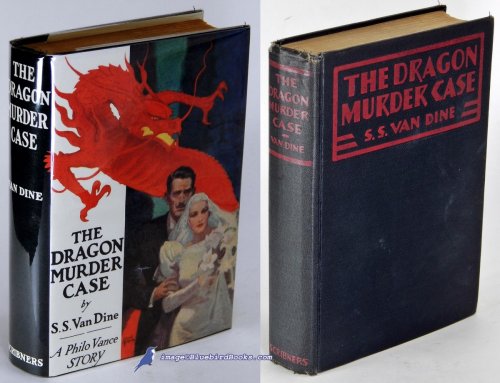 THE
DRAGON
MURDER
CASE
VAN DINE
SCRIBNERS
THE
DRAGON
MURDER
CASE
by
S.S. Van Dine
A Philo Vance
STORY
THE
DRAGON
MURDER
CASE
VAN DINE
SCRIBNERS
THE DRAGON
MURDER CASE
S.S. VAN DINE
image@BluebirdBooks.com